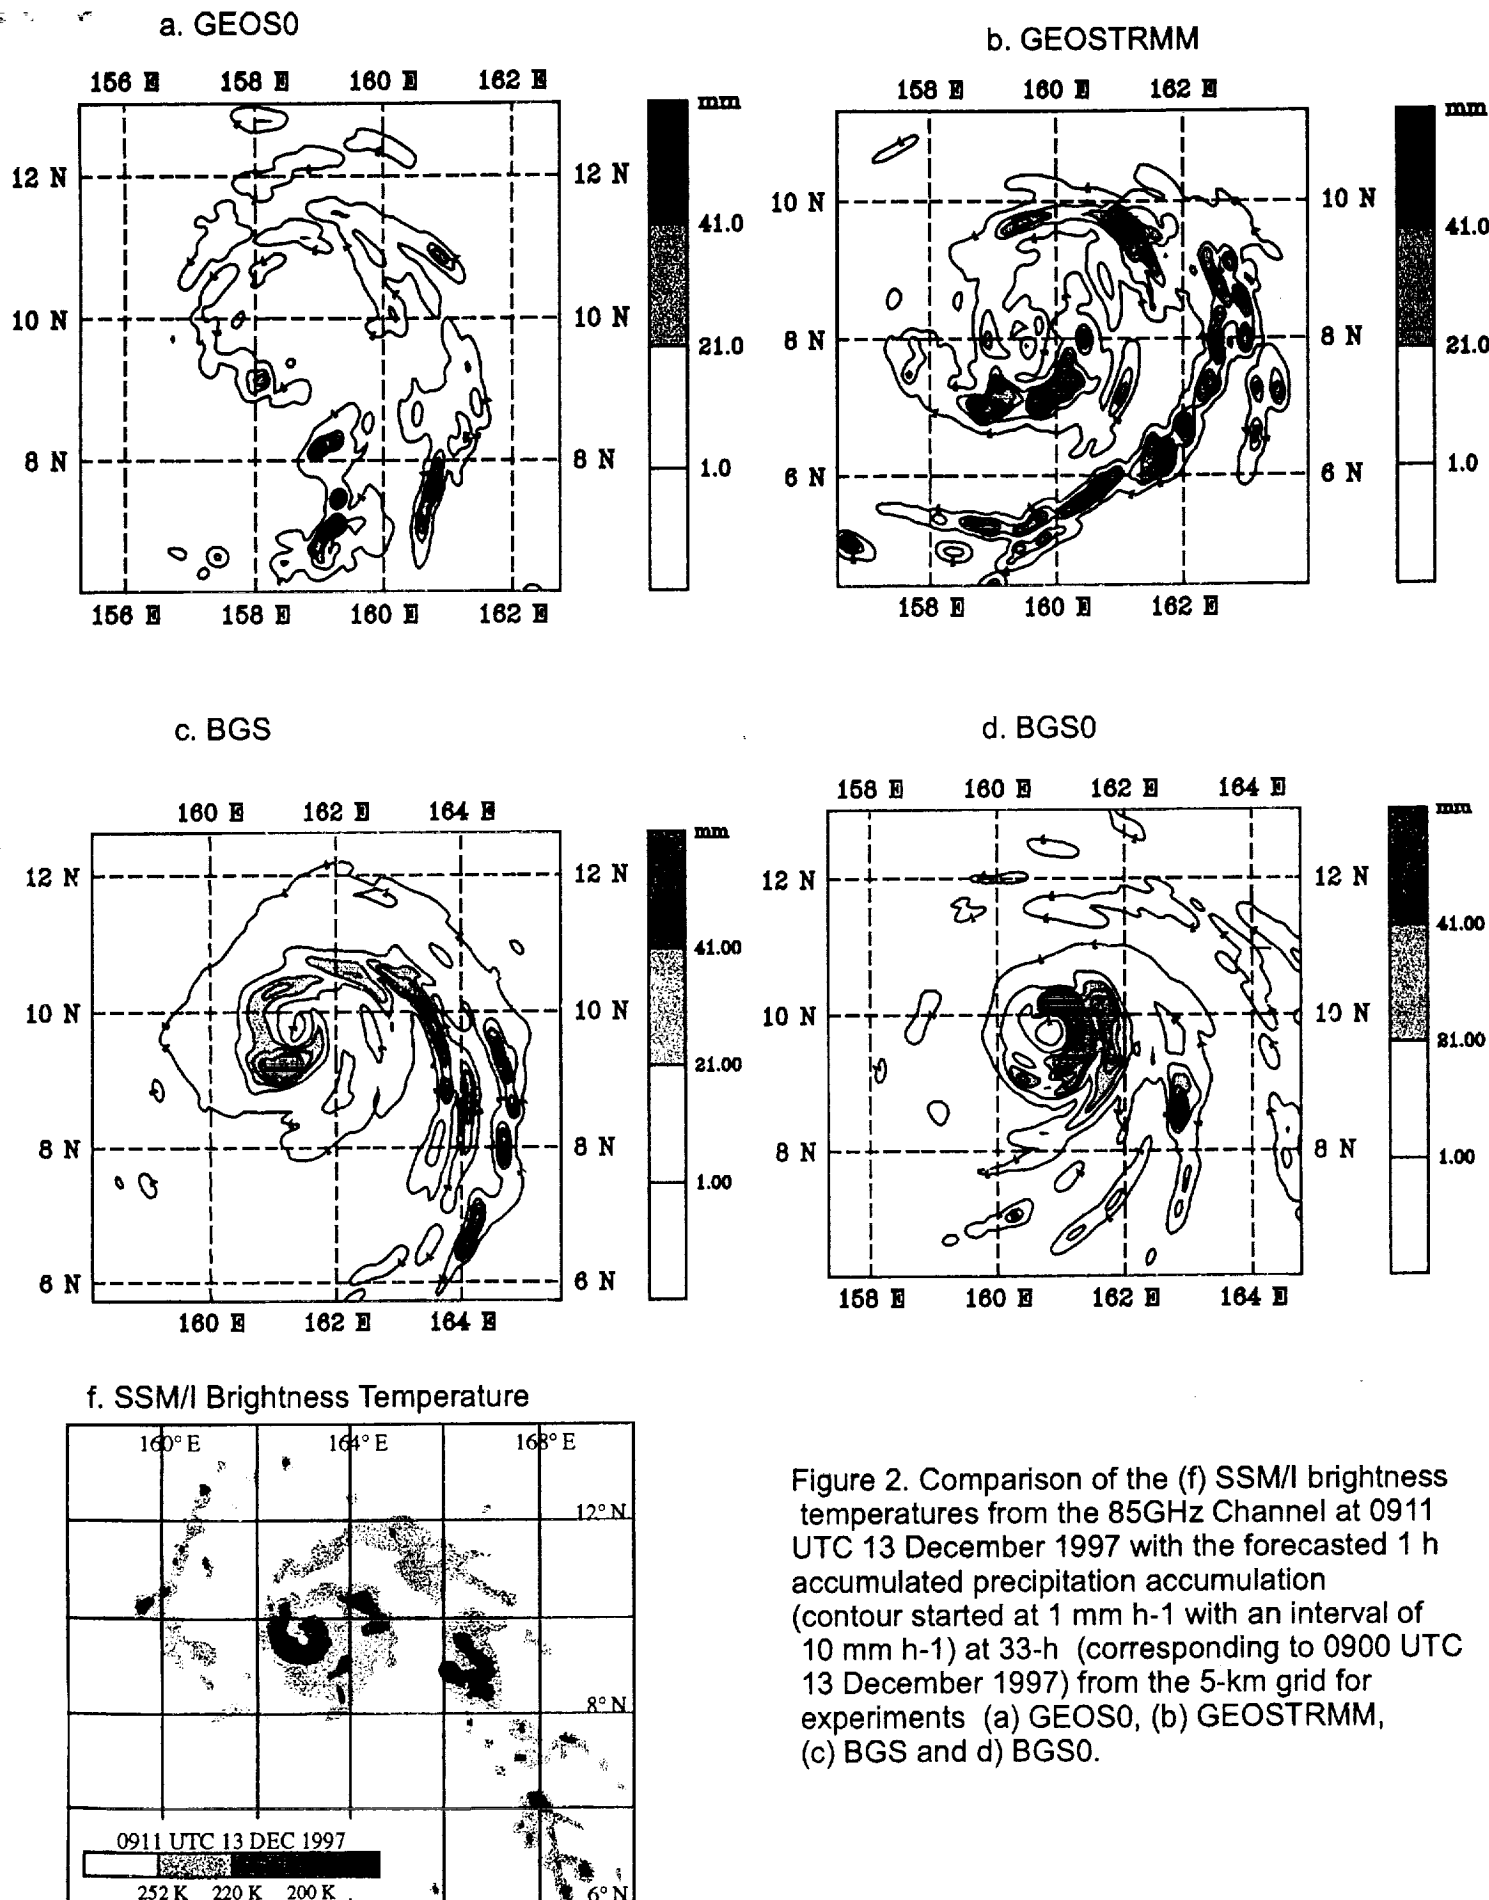 a. GEOS0
156 E 158 E 160 E 162 E
mm
12 N 12 N
41.0
10 N 10 N
21.0
8 N 8 N
1.0
156 E 158 E 160 E 162 E
b. GEOSTRMM
158 E 160 E 162 E
mm
10 N 10 N
41.0
8 N 8 N
21.0
6 N 6 N
1.0
158 E 160 E 162 E
c. BGS
160 E 162 E 164 E
mm
12 N 12 N
41.00
10 N 10 N
21.00
8 N 8 N
1.00
6 N 6 N
160 E 162 E 164 E
d. BGS0
158 E 160 E 162 E 164 E
mm
12 N 12 N
41.00
10 N 10 N
81.00
8 N 8 N
1.00
158 E 160 E 162 E 164 E
f. SSM/I Brightness Temperature
160° E 164° E 168° E
12° N
8° N
0911 UTC 13 DEC 1997
252 K 220 K 200 K
6° N
Figure 2. Comparison of the (f) SSM/I brightness
temperatures from the 85GHz Channel at 0911
UTC 13 December 1997 with the forecasted 1 h
accumulated precipitation accumulation
(contour started at 1 mm h-1 with an interval of
10 mm h-1) at 33-h (corresponding to 0900 UTC
13 December 1997) from the 5-km grid for
experiments (a) GEOS0, (b) GEOSTRMM,
(c) BGS and d) BGS0.